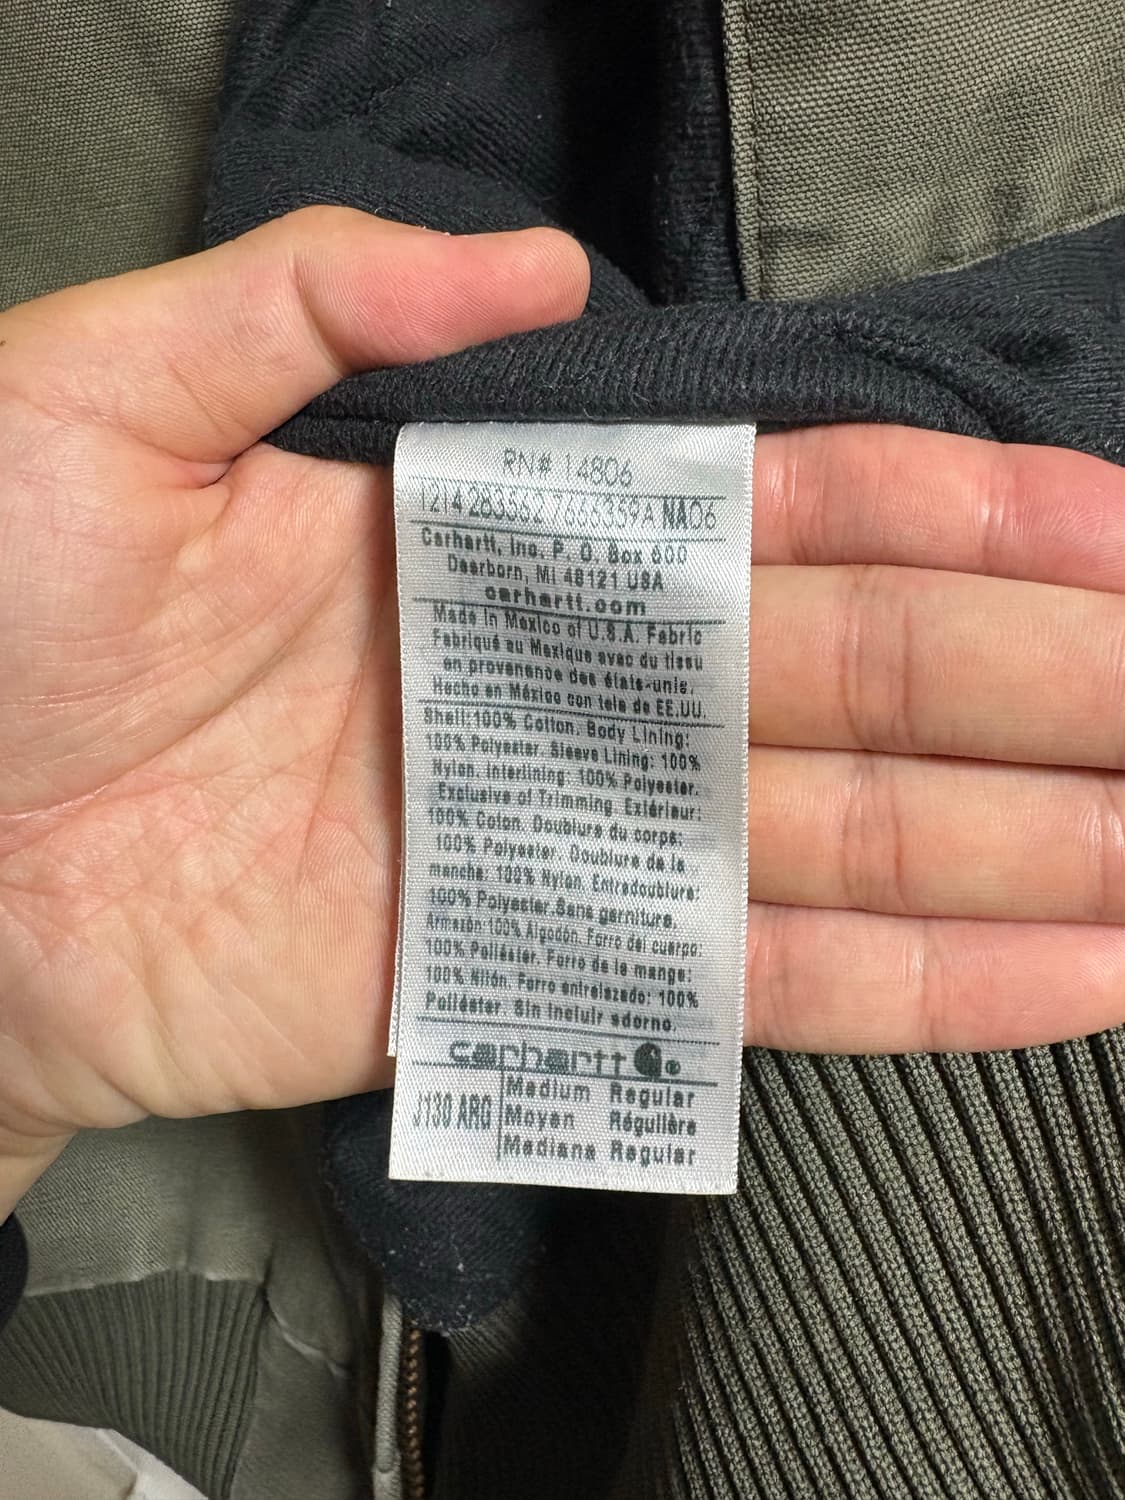 RN# 14806
1214 283562 7666359A NA06
Carhartt, Inc. P. O. Box 600
Dearborn, MI 48121 USA
carhartt.com
Made in Mexico of U.S.A. Fabric
Fabriqué au Mexique avec du tissu
en provenance des états-unis.
Hecho en México con tela de EE.UU.
Shell: 100% Cotton. Body Lining:
100% Polyester. Sleeve Lining: 100%
Nylon. Interlining: 100% Polyester.
Exclusive of Trimming. Extérieur:
100% Coton. Doublure du corps:
100% Polyester. Doublure de la
manche: 100% Nylon. Entredoublure:
100% Polyester.Sans garniture.
Armazón 100% Algodón. Forro del cuerpo:
100% Poliéster. Forro de la manga:
100% Nilón. Forro entrelazado: 100%
Poliéster. Sin incluir adorno.
carhartt
J130 ARG
Medium Regular
Moyen Régulière
Mediana Regular